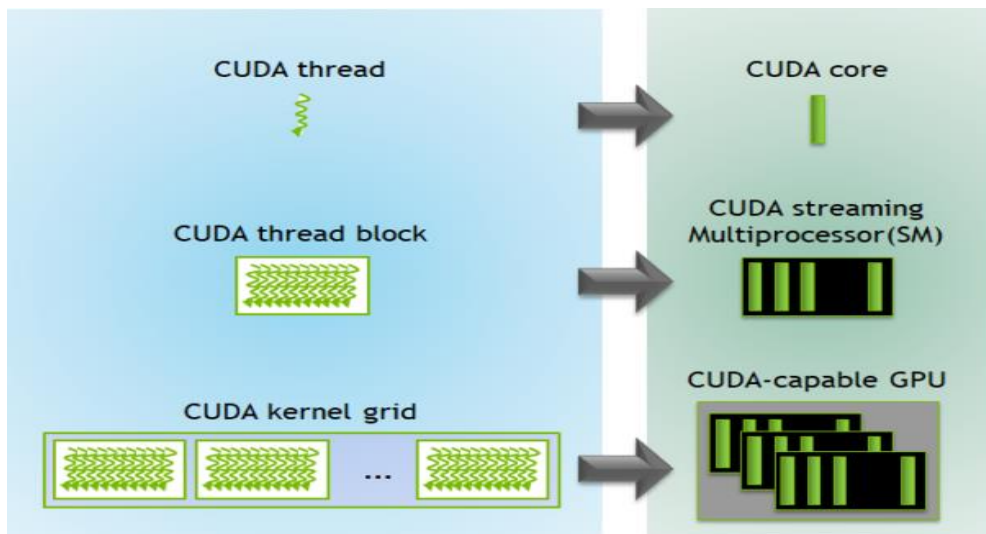 CUDA thread
CUDA core
CUDA thread block
CUDA streaming
Multiprocessor(SM)
CUDA kernel grid
...
CUDA-capable GPU